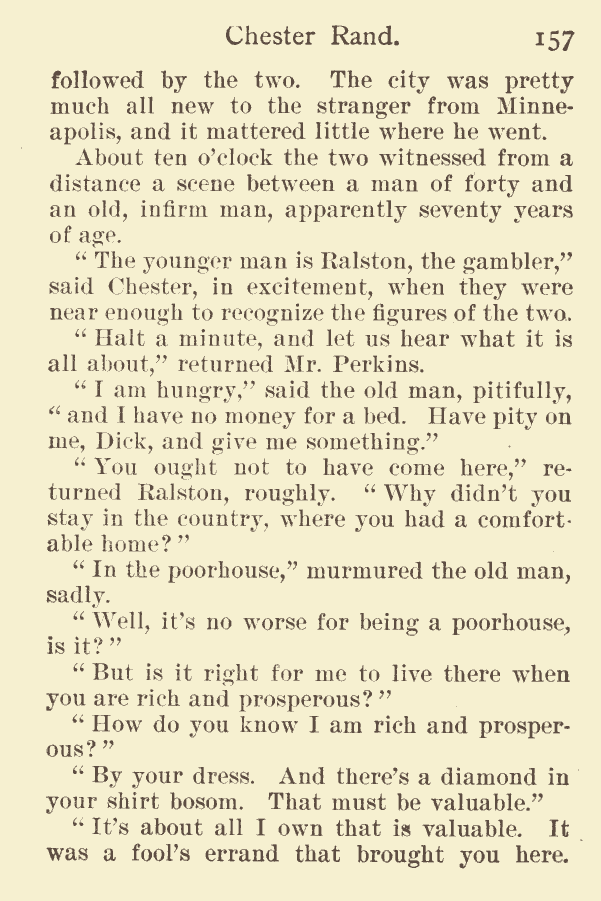 Chester Rand. 157
followed by the two. The city was pretty
much all new to the stranger from Minne-
apolis, and it mattered little where he went.
About ten o'clock the two witnessed from a
distance a scene between a man of forty and
an old, infirm man, apparently seventy years
of age.
“ The younger man is Ralston, the gambler,”
said Chester, in excitement, when they were
near enough to recognize the figures of the two.
“ Halt a minute, and let us hear what it is
all about,” returned Mr. Perkins.
“ I am hungry,” said the old man, pitifully,
“ and I have no money for a bed. Have pity on
me, Dick, and give me something.”
“ You ought not to have come here,” re-
turned Ralston, roughly. “ Why didn't you
stay in the country, where you had a comfort-
able home? ”
“ In the poorhouse,” murmured the old man,
sadly.
“ Well, it's no worse for being a poorhouse,
is it? ”
“ But is it right for me to live there when
you are rich and prosperous? ”
“ How do you know I am rich and prosper-
ous? ”
“ By your dress. And there's a diamond in
your shirt bosom. That must be valuable.”
“ It's about all I own that is valuable. It
was a fool's errand that brought you here.